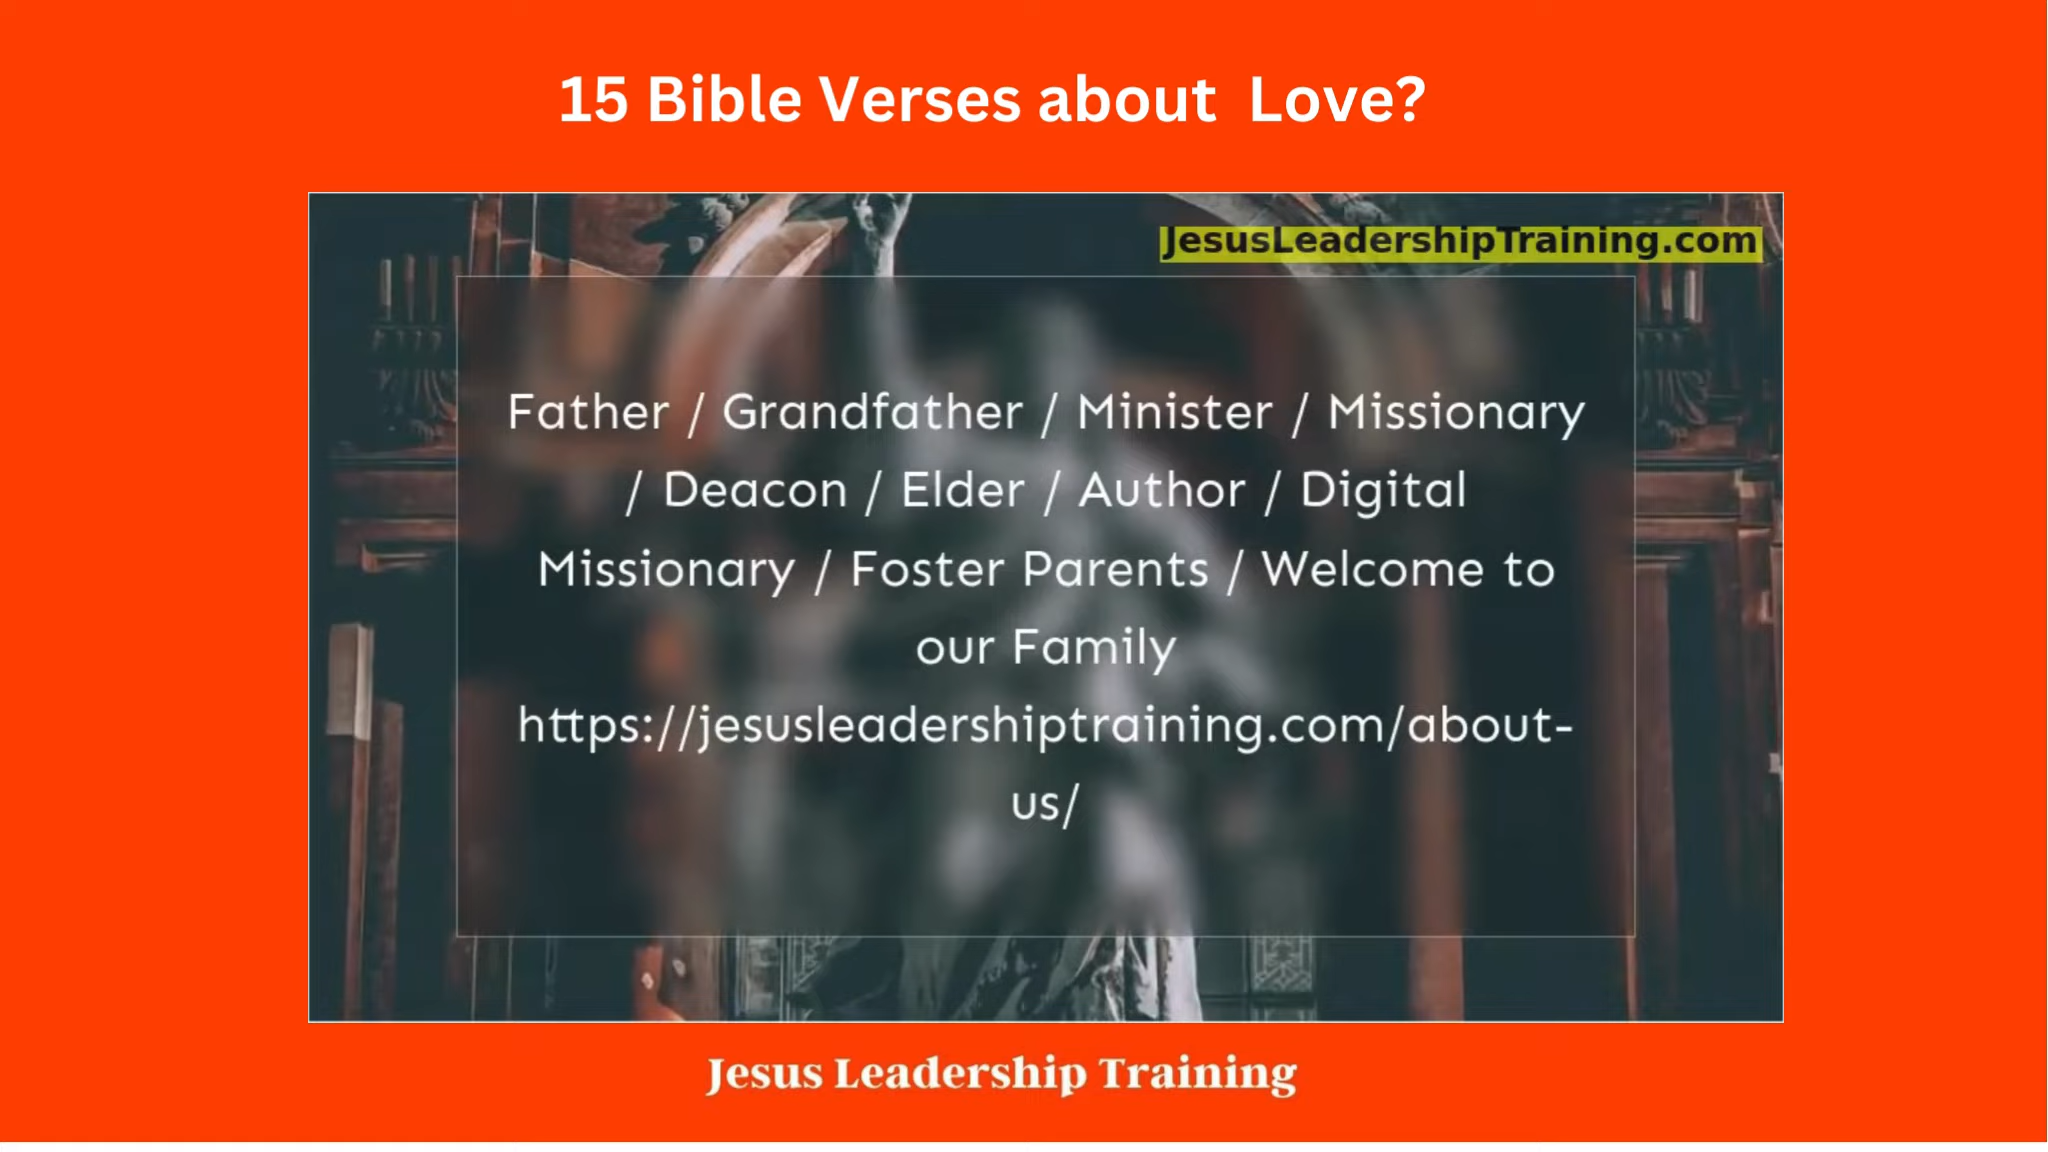 15 Bible Verses about  Love?
JesusLeadershipTraining.com
Father / Grandfather / Minister / Missionary
/ Deacon / Elder / Author / Digital
Missionary / Foster Parents / Welcome to
our Family
https://jesusleadershiptraining.com/about-
us/
Jesus Leadership Training